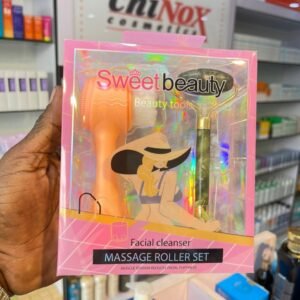 chiNox
cosmetics
Sweet beauty
Beauty tools
Facial cleanser
MASSAGE ROLLER SET